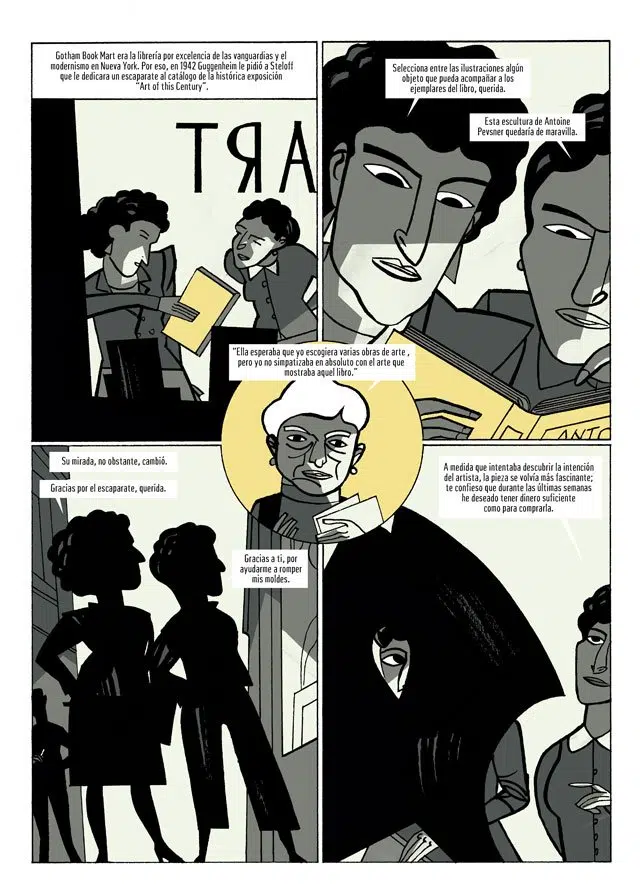 Gotham Book Mart era la librería por excelencia de las vanguardias y el
modernismo en Nueva York. Por eso, en 1942 Guggenheim le pidió a Steloff
que le dedicara un escaparate al catálogo de la histórica exposición
"Art of this Century".
TЯAƎ
Selecciona entre las ilustraciones algún
objeto que pueda acompañar a los
ejemplares del libro, querida.
Esta escultura de Antoine
Pevsner quedaría de maravilla.
ANTO
"Ella esperaba que yo escogiera varias obras de arte ,
pero yo no simpatizaba en absoluto con el arte que
mostraba aquel libro."
Su mirada, no obstante, cambió.
Gracias por el escaparate, querida.
Gracias a ti, por
ayudarme a romper
mis moldes.
A medida que intentaba descubrir la intención
del artista, la pieza se volvía más fascinante;
te confieso que durante las últimas semanas
he deseado tener dinero suficiente
como para comprarla.